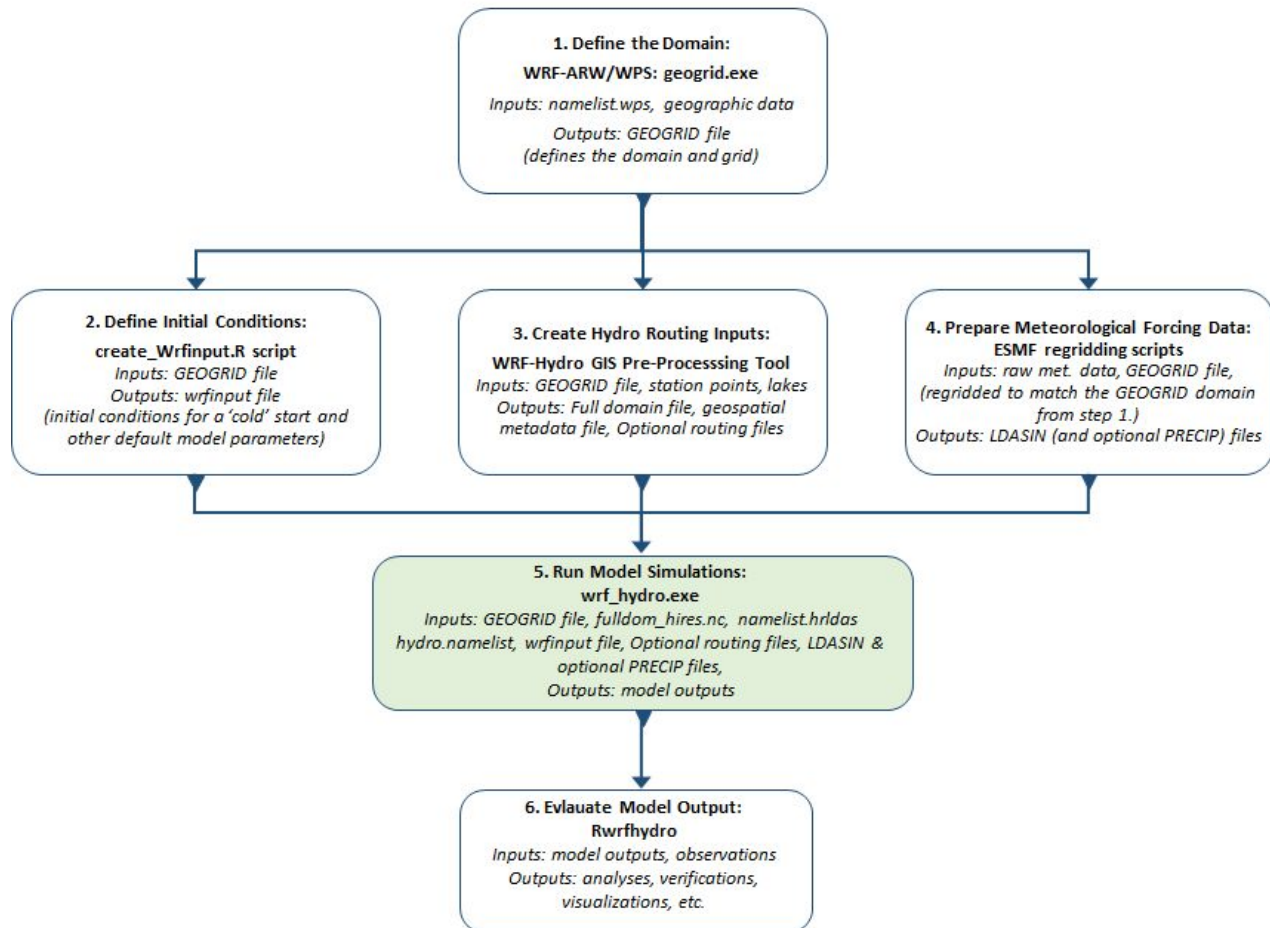 1. Define the Domain:
WRF-ARW/WPS: geogrid.exe
Inputs: namelist.wps, geographic data
Outputs: GEOGRID file
(defines the domain and grid)
2. Define Initial Conditions:
create_Wrfinput.R script
Inputs: GEOGRID file
Outputs: wrfinput file
(initial conditions for a ‘cold’ start and
other default model parameters)
3. Create Hydro Routing Inputs:
WRF-Hydro GIS Pre-Processsing Tool
Inputs: GEOGRID file, station points, lakes
Outputs: Full domain file, geospatial
metadata file, Optional routing files
4. Prepare Meteorological Forcing Data:
ESMF regridding scripts
Inputs: raw met. data, GEOGRID file,
(regridded to match the GEOGRID domain
from step 1.)
Outputs: LDASIN (and optional PRECIP) files
5. Run Model Simulations:
wrf_hydro.exe
Inputs: GEOGRID file, fulldom_hires.nc, namelist.hrldas
hydro.namelist, wrfinput file, Optional routing files, LDASIN &
optional PRECIP files,
Outputs: model outputs
6. Evlauate Model Output:
Rwrfhydro
Inputs: model outputs, observations
Outputs: analyses, verifications,
visualizations, etc.